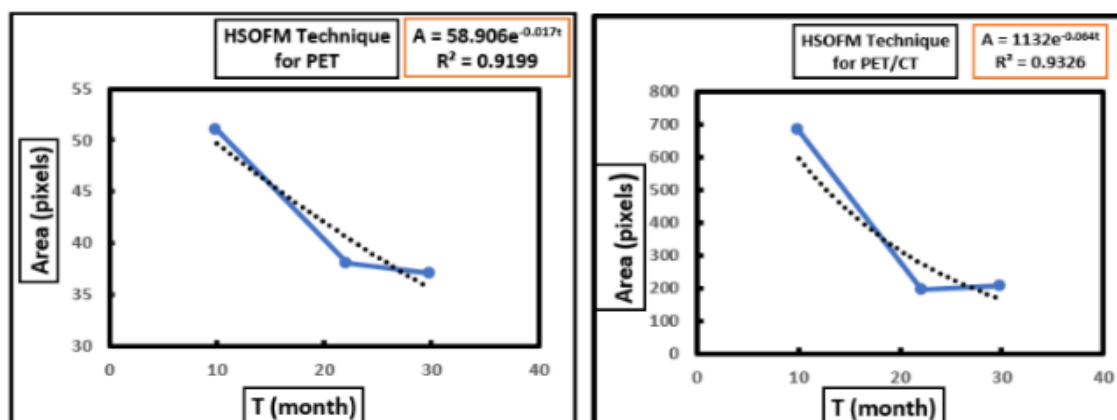 HSOFM Technique
for PET
A = 58.906e^-0.017t
R² = 0.9199
55
50
45
40
35
30
0
10
20
30
40
Area (pixels)
T (month)
HSOFM Technique
for PET/CT
A = 1132e^-0.064t
R² = 0.9326
800
700
600
500
400
300
200
100
0
0
10
20
30
40
Area (pixels)
T (month)